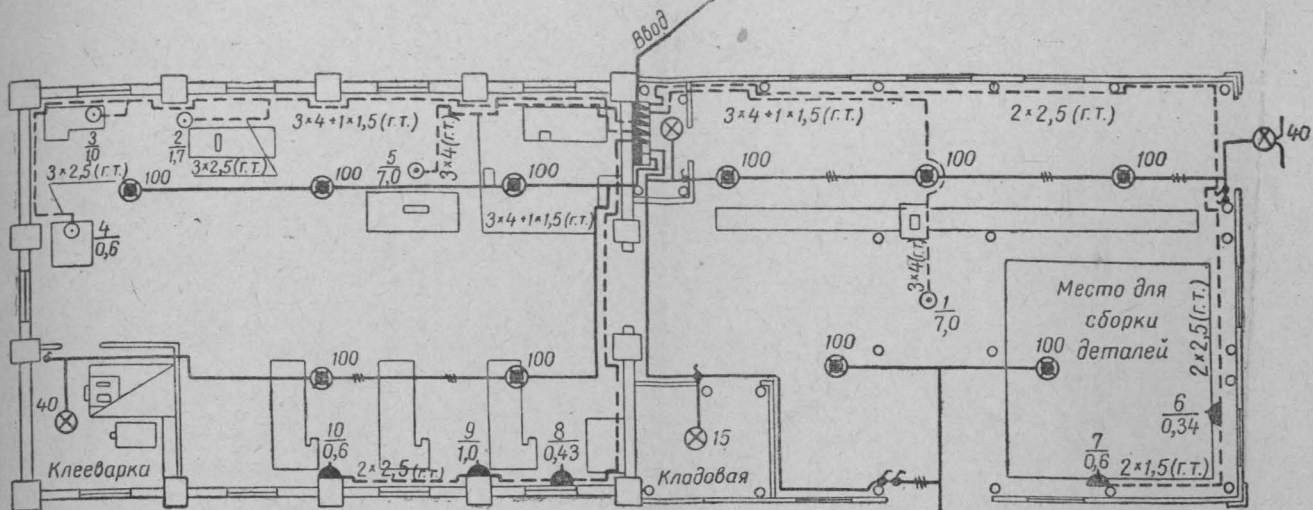 Ввод
3×4+1×1,5 (г.т.)
3×4+1×1,5 (г.т.)
2×2,5 (г.т.)
40
3
10
2
1,7
3×2,5 (г.т.)
3×2,5 (г.т.)
5
7,0
3×4 (г.т.)
100
100
100
100
100
100
3×4+1×1,5 (г.т.)
4
0,6
3×4 (г.т.)
1
7,0
Место для
сборки
деталей
2×2,5 (г.т.)
100
100
100
100
40
15
10
0,6
9
1,0
8
0,43
6
0,34
7
0,6
2×2,5 (г.т.)
2×1,5 (г.т.)
Клееварка
Кладовая